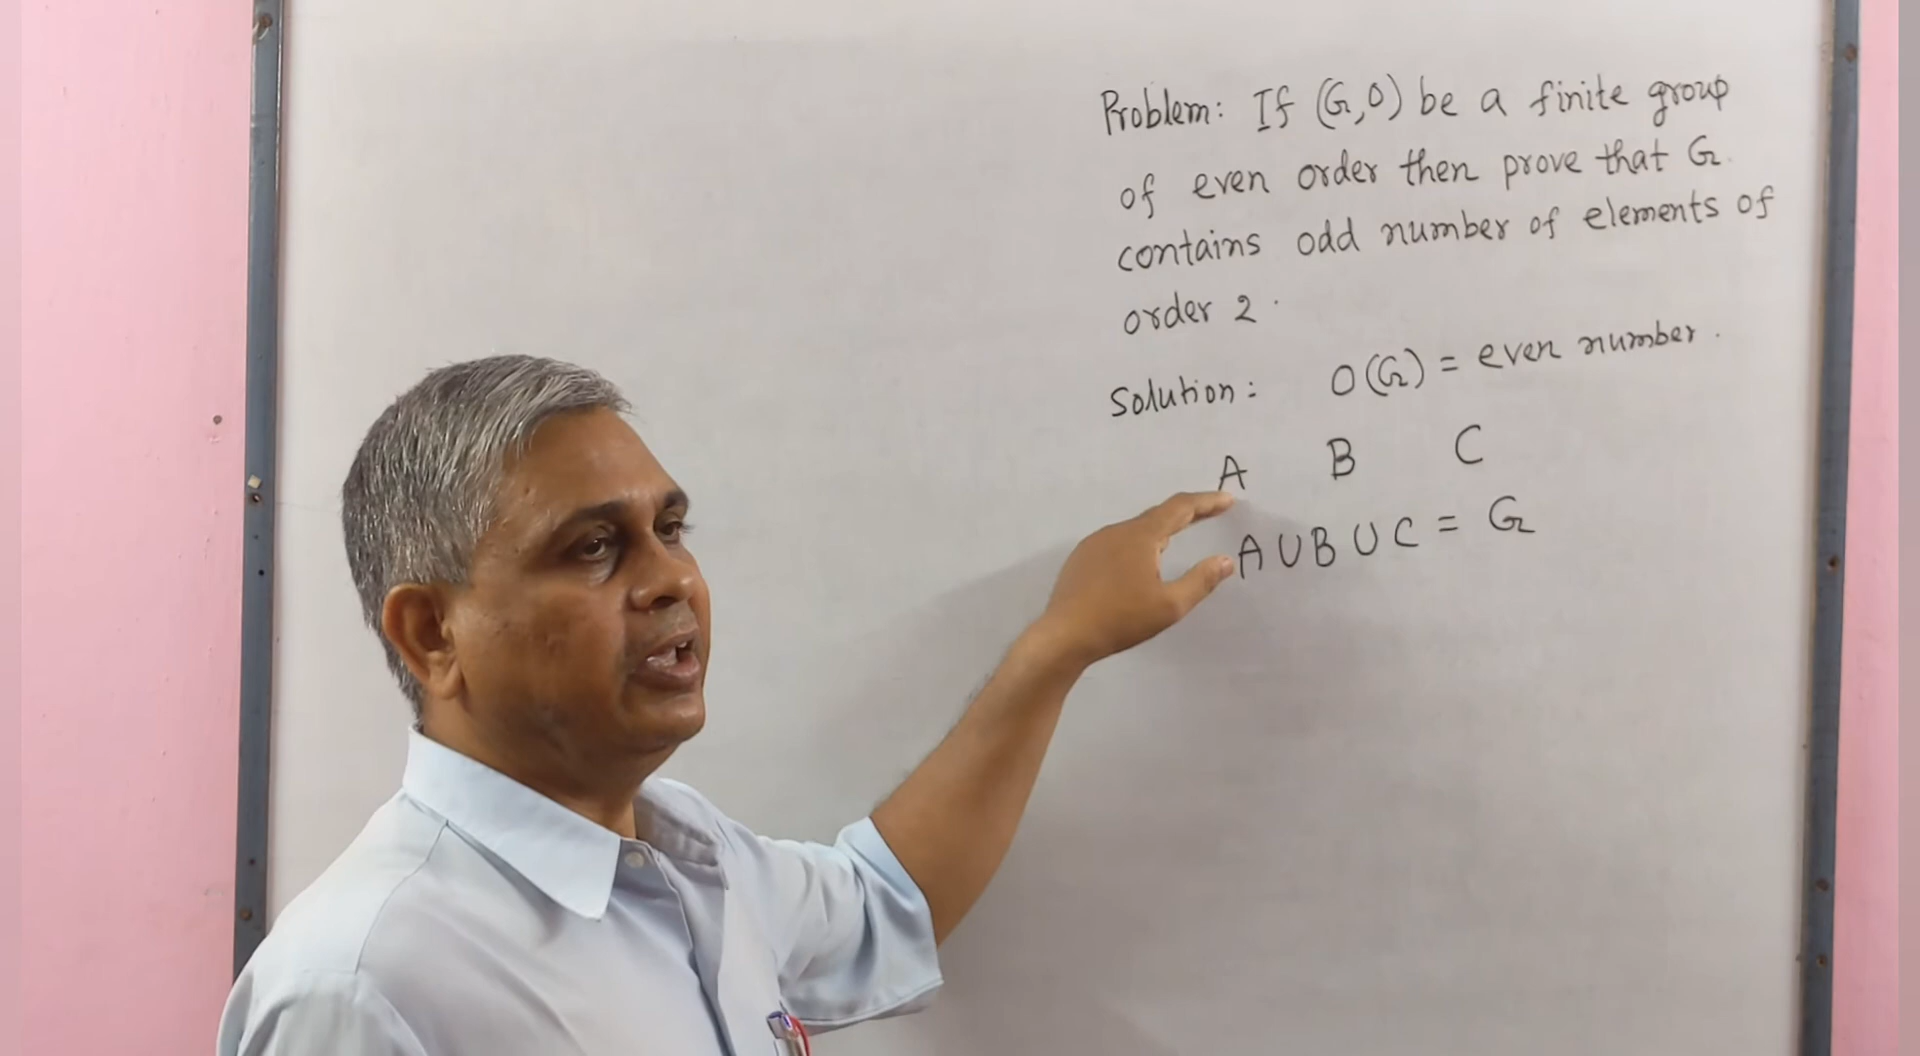 Problem: If (G,0) be a finite group
of even order then prove that G
contains odd number of elements of
order 2.
Solution: O(G) = even number.
A B C
A ∪ B ∪ C = G